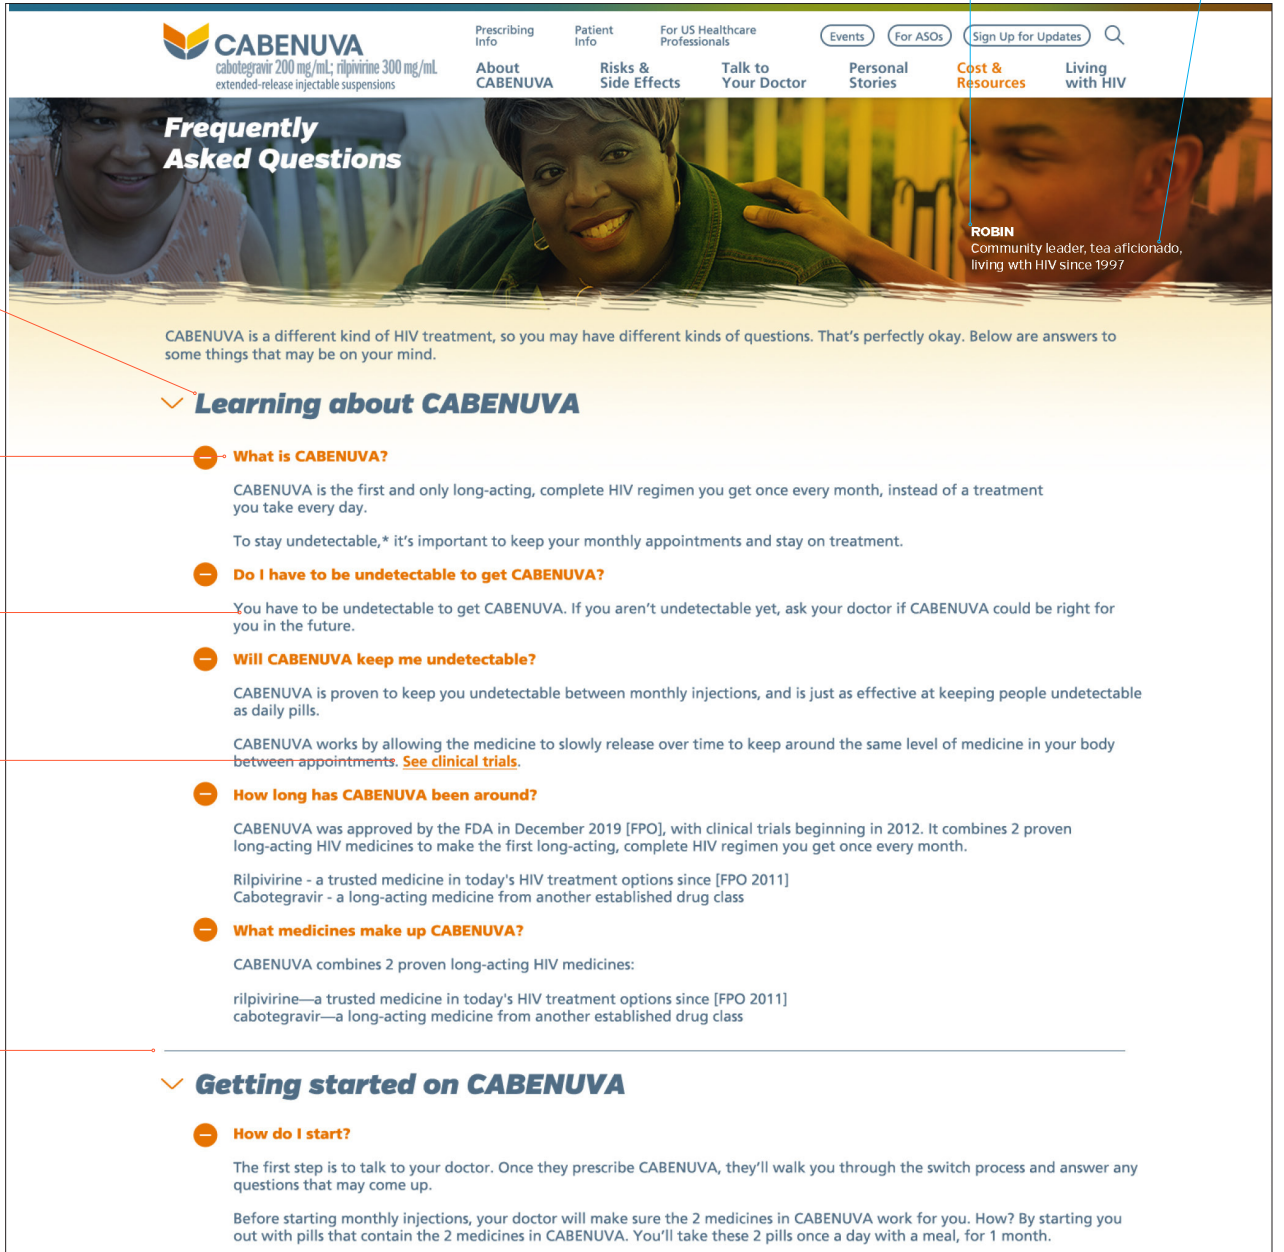 Prescribing
Info
Patient
Info
For US Healthcare
Professionals
Events
For ASOs
Sign Up for Updates
CABENUVA
cabotegravir 200 mg/mL; rilpivirine 300 mg/mL
extended-release injectable suspensions
About
CABENUVA
Risks &
Side Effects
Talk to
Your Doctor
Personal
Stories
Cost &
Resources
Living
with HIV
Frequently
Asked Questions
ROBIN
Community leader, tea aficionado,
living wth HIV since 1997
CABENUVA is a different kind of HIV treatment, so you may have different kinds of questions. That's perfectly okay. Below are answers to
some things that may be on your mind.
Learning about CABENUVA
What is CABENUVA?
CABENUVA is the first and only long-acting, complete HIV regimen you get once every month, instead of a treatment
you take every day.
To stay undetectable,* it's important to keep your monthly appointments and stay on treatment.
Do I have to be undetectable to get CABENUVA?
You have to be undetectable to get CABENUVA. If you aren't undetectable yet, ask your doctor if CABENUVA could be right for
you in the future.
Will CABENUVA keep me undetectable?
CABENUVA is proven to keep you undetectable between monthly injections, and is just as effective at keeping people undetectable
as daily pills.
CABENUVA works by allowing the medicine to slowly release over time to keep around the same level of medicine in your body
between appointments. See clinical trials.
How long has CABENUVA been around?
CABENUVA was approved by the FDA in December 2019 [FPO], with clinical trials beginning in 2012. It combines 2 proven
long-acting HIV medicines to make the first long-acting, complete HIV regimen you get once every month.
Rilpivirine - a trusted medicine in today's HIV treatment options since [FPO 2011]
Cabotegravir - a long-acting medicine from another established drug class
What medicines make up CABENUVA?
CABENUVA combines 2 proven long-acting HIV medicines:
rilpivirine—a trusted medicine in today's HIV treatment options since [FPO 2011]
cabotegravir—a long-acting medicine from another established drug class
Getting started on CABENUVA
How do I start?
The first step is to talk to your doctor. Once they prescribe CABENUVA, they'll walk you through the switch process and answer any
questions that may come up.
Before starting monthly injections, your doctor will make sure the 2 medicines in CABENUVA work for you. How? By starting you
out with pills that contain the 2 medicines in CABENUVA. You'll take these 2 pills once a day with a meal, for 1 month.